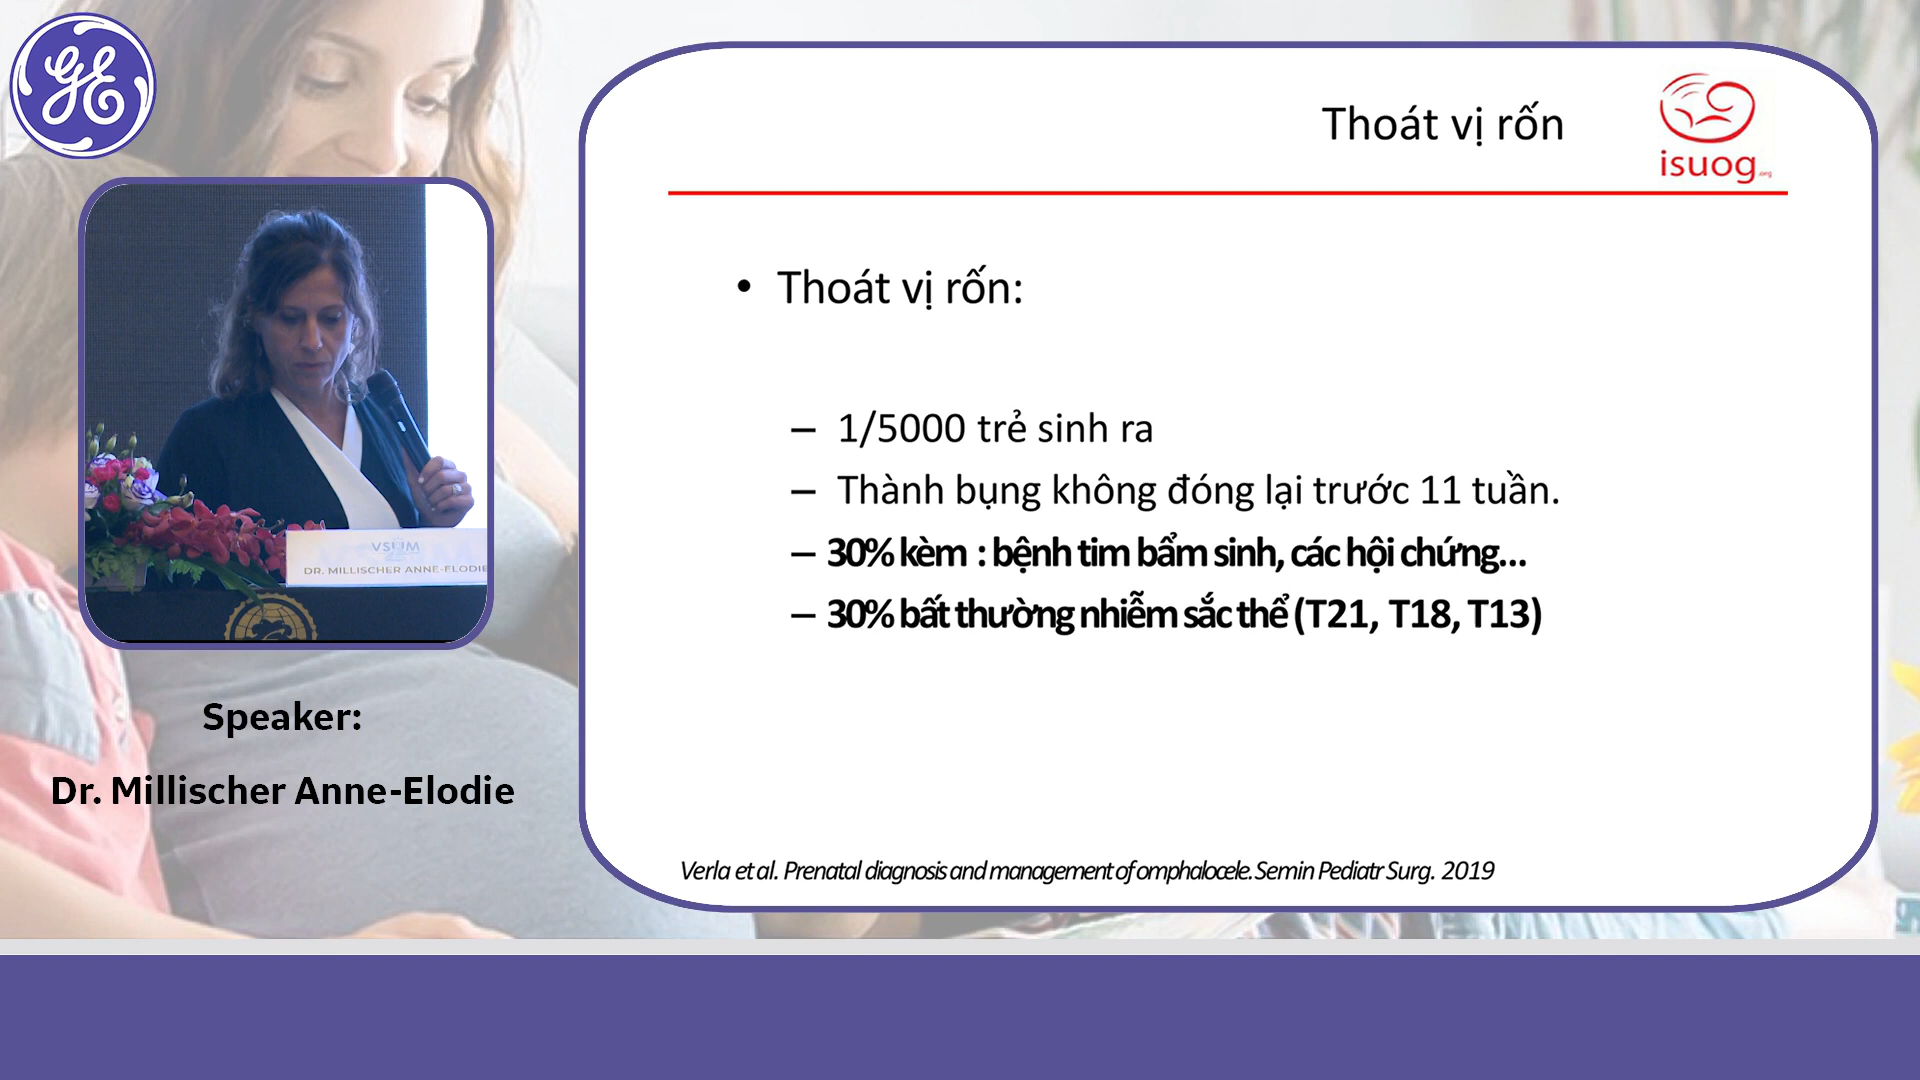 GE
Thoát vị rốn
isuog.org
• Thoát vị rốn:
– 1/5000 trẻ sinh ra
– Thành bụng không đóng lại trước 11 tuần.
– 30% kèm : bệnh tim bẩm sinh, các hội chứng...
– 30% bất thường nhiễm sắc thể (T21, T18, T13)
Verla et al. Prenatal diagnosis and management of omphalocele. Semin Pediatr Surg. 2019
VSUM
DR. MILLISCHER ANNE-ELODIE
Speaker:
Dr. Millischer Anne-Elodie